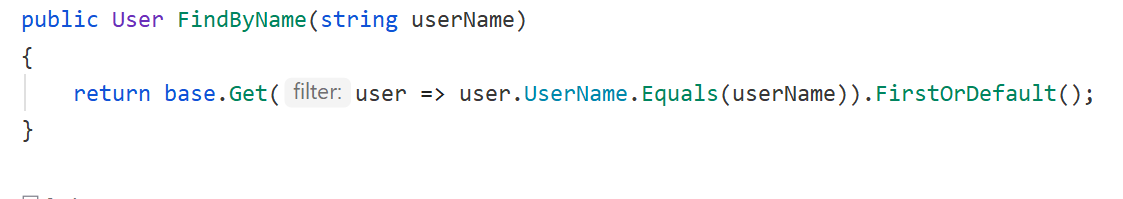 public User FindByName(string userName)
{
return base.Get( filter: user => user.UserName.Equals(userName)).FirstOrDefault();
}